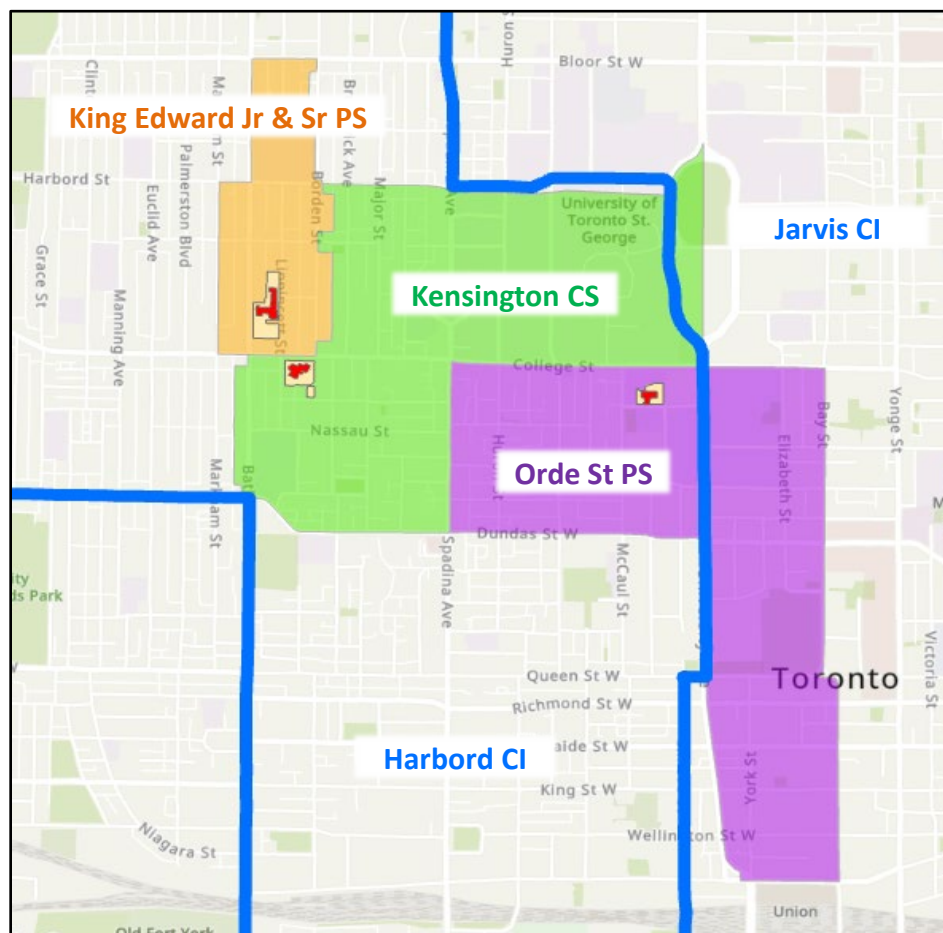 Bloor St W
King Edward Jr & Sr PS
Harbord St
Palmerston Blvd
Euclid Ave
Borden St
Major St
Ave
University of
Toronto St.
George
Jarvis CI
Grace St
Manning Ave
Kensington CS
College St
Nassau St
Bay St
Yonge St
Elizabeth St
Orde St PS
Markham St
Dundas St W
Spadina Ave
McCaul St
Queen St W
Toronto
Victoria St
Richmond St W
Harbord CI
King St W
York St
Niagara St
Wellington St W
Union